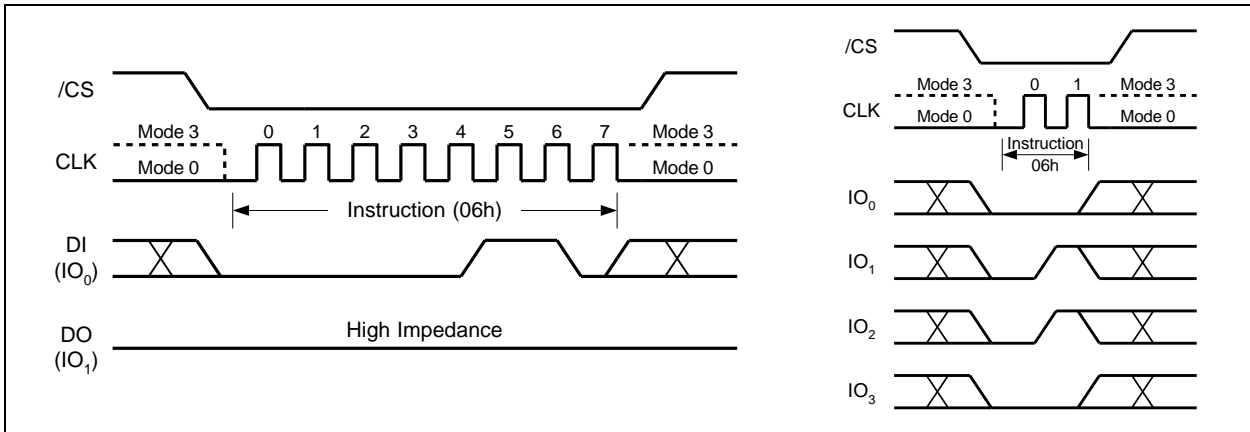 /CS
Mode 3 0 1 2 3 4 5 6 7 Mode 3
CLK
Mode 0 Mode 0
Instruction (06h)
DI
(IO0)
High Impedance
DO
(IO1)
/CS
Mode 3 0 1 Mode 3
CLK
Mode 0 Mode 0
Instruction
06h
IO0
IO1
IO2
IO3